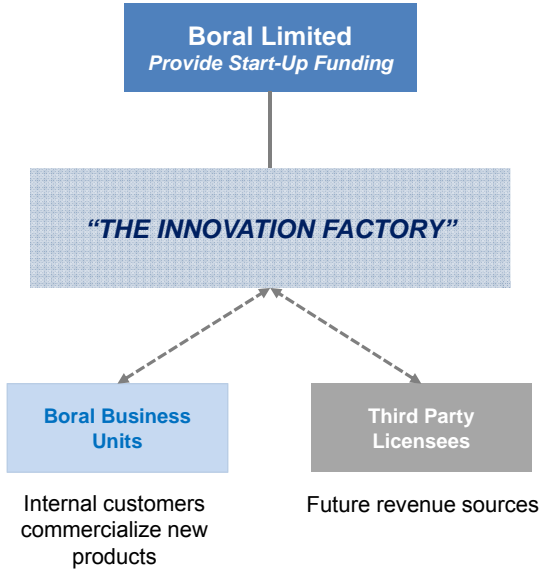 Boral Limited
Provide Start-Up Funding
“THE INNOVATION FACTORY”
Boral Business
Units
Third Party
Licensees
Internal customers
commercialize new
products
Future revenue sources